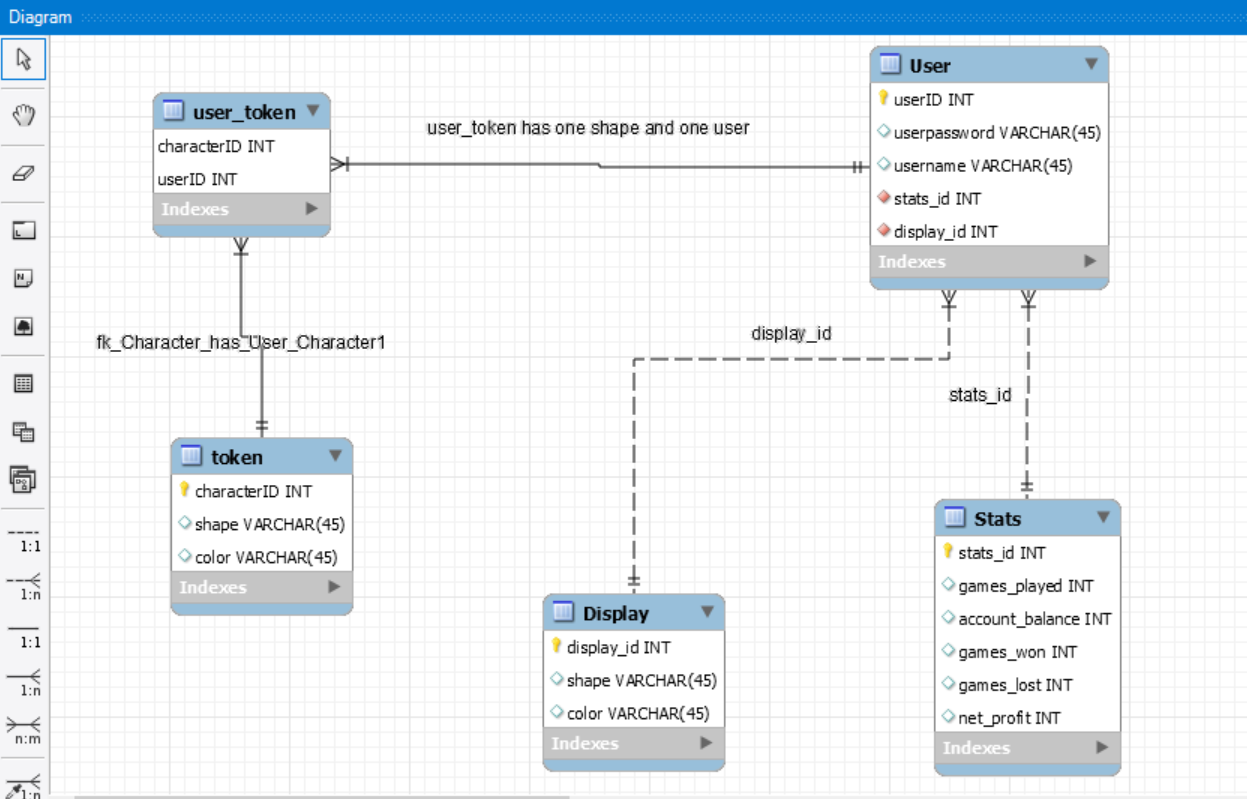 Diagram
user_token
characterID INT
userID INT
Indexes
user_token has one shape and one user
User
userID INT
userpassword VARCHAR(45)
username VARCHAR(45)
stats_id INT
display_id INT
Indexes
fk_Character_has_User_Character1
display_id
stats_id
token
characterID INT
shape VARCHAR(45)
color VARCHAR(45)
Indexes
Display
display_id INT
shape VARCHAR(45)
color VARCHAR(45)
Indexes
Stats
stats_id INT
games_played INT
account_balance INT
games_won INT
games_lost INT
net_profit INT
Indexes
1:1
1:n
1:1
1:n
n:m
1:n